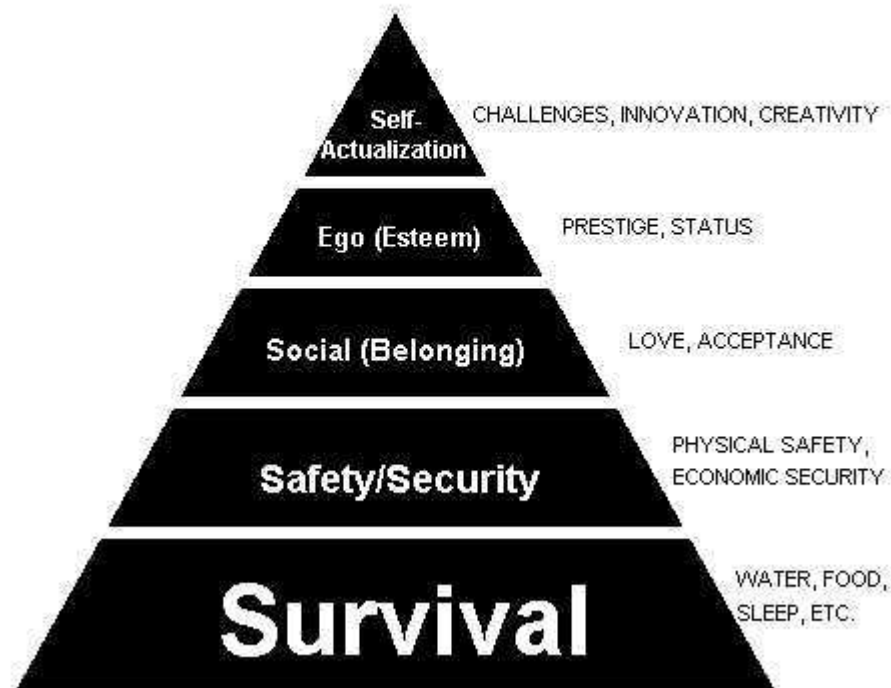 Self-
Actualization
CHALLENGES, INNOVATION, CREATIVITY
Ego (Esteem)
PRESTIGE, STATUS
Social (Belonging)
LOVE, ACCEPTANCE
Safety/Security
PHYSICAL SAFETY,
ECONOMIC SECURITY
Survival
WATER, FOOD,
SLEEP, ETC.